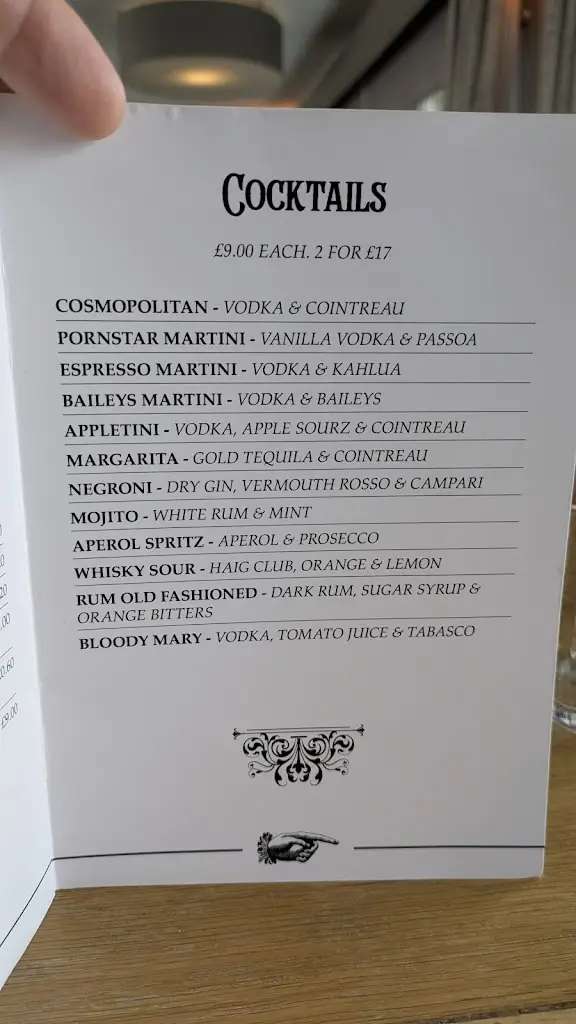 COCKTAILS
£9.00 EACH. 2 FOR £17
COSMOPOLITAN - VODKA & COINTREAU
PORNSTAR MARTINI - VANILLA VODKA & PASSOA
ESPRESSO MARTINI - VODKA & KAHLUA
BAILEYS MARTINI - VODKA & BAILEYS
APPLETINI - VODKA, APPLE SOURZ & COINTREAU
MARGARITA - GOLD TEQUILA & COINTREAU
NEGRONI - DRY GIN, VERMOUTH ROSSO & CAMPARI
MOJITO - WHITE RUM & MINT
APEROL SPRITZ - APEROL & PROSECCO
WHISKY SOUR - HAIG CLUB, ORANGE & LEMON
RUM OLD FASHIONED - DARK RUM, SUGAR SYRUP &
ORANGE BITTERS
BLOODY MARY - VODKA, TOMATO JUICE & TABASCO
£9.00